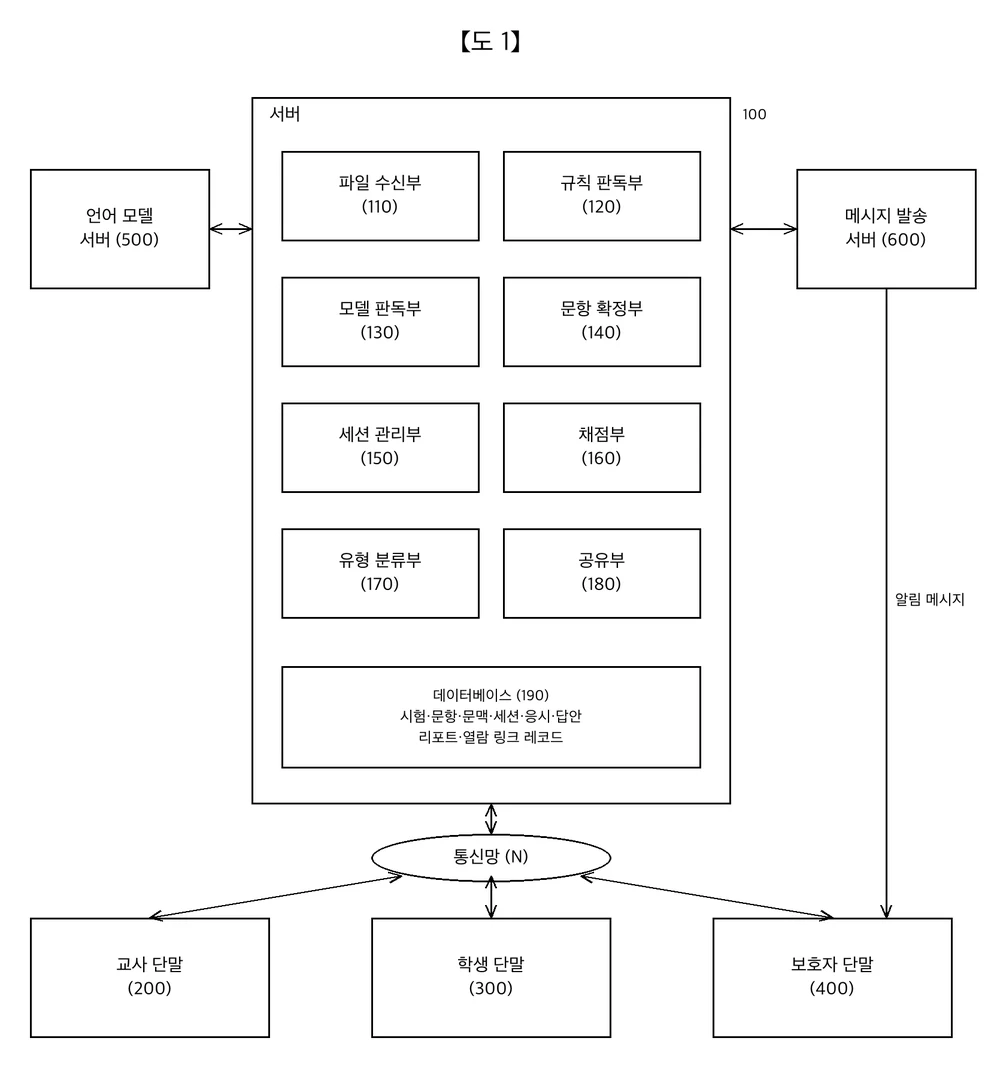 【도 1】
서버
100
파일 수신부
(110)
규칙 판독부
(120)
언어 모델
서버 (500)
메시지 발송
서버 (600)
모델 판독부
(130)
문항 확정부
(140)
세션 관리부
(150)
채점부
(160)
유형 분류부
(170)
공유부
(180)
알림 메시지
데이터베이스 (190)
시험·문항·문맥·세션·응시·답안
리포트·열람 링크 레코드
통신망 (N)
교사 단말
(200)
학생 단말
(300)
보호자 단말
(400)